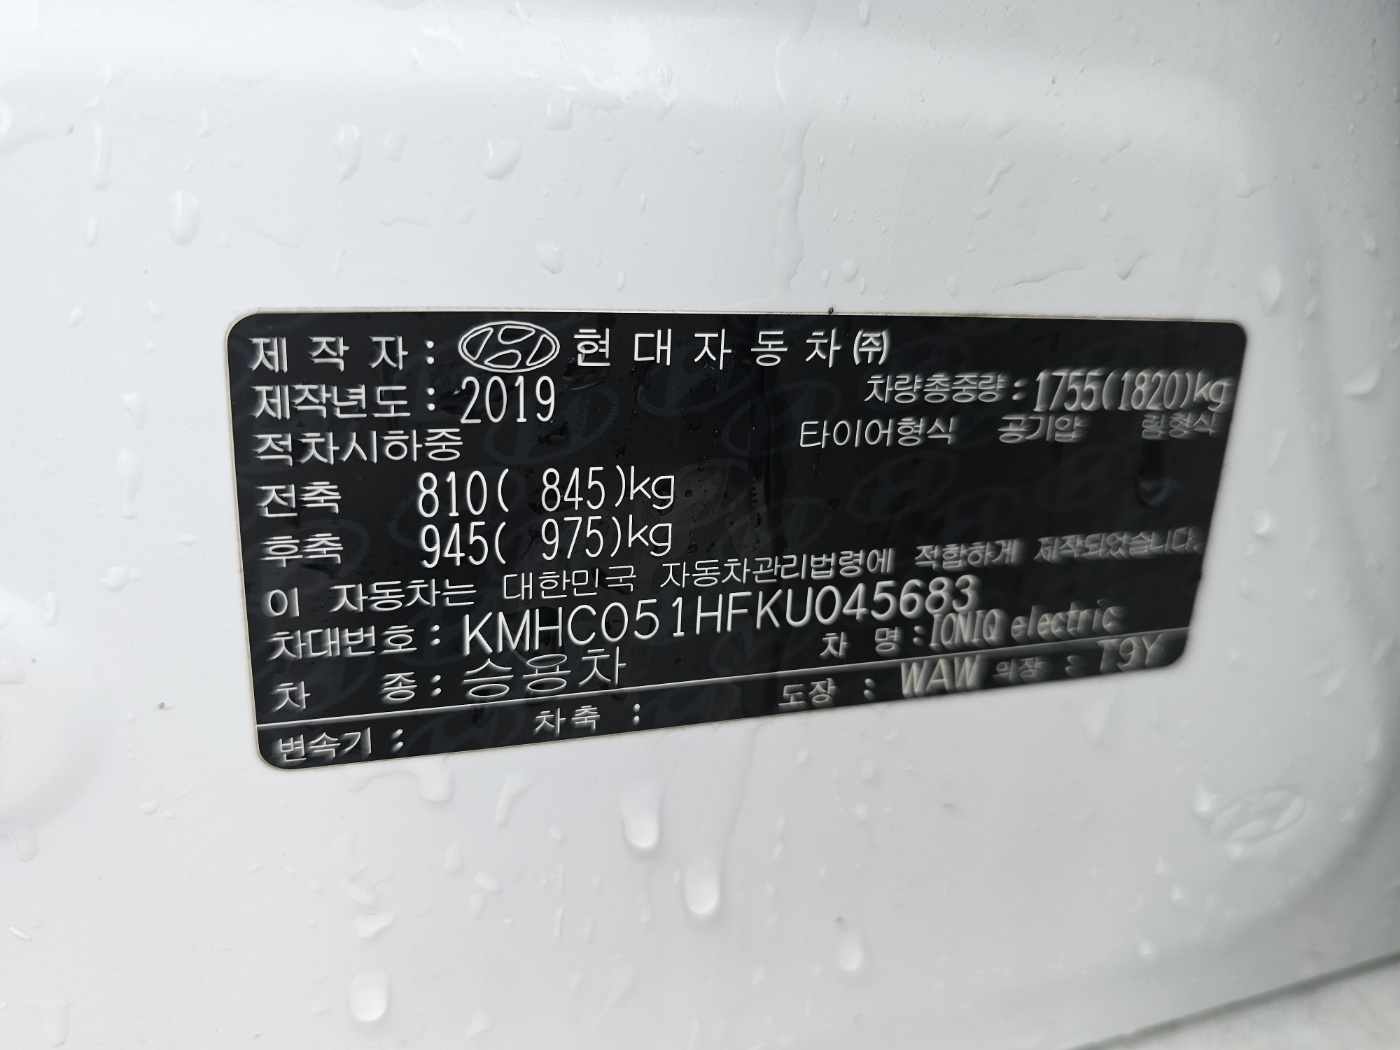 제 작 자 : 현 대 자 동 차 ㈜
제작년도 : 2019
차량총중량 : 1755(1820)kg
적차시하중
타이어형식 공기압 림형식
전축 810( 845)kg
후축 945( 975)kg
이 자동차는 대한민국 자동차관리법령에 적합하게 제작되었습니다.
차대번호 : KMHC051HFKU045683
차 명 : IONIQ electric
차 종 : 승용차
변속기 : 차축 : 도장 : WAW 의장 : T9Y